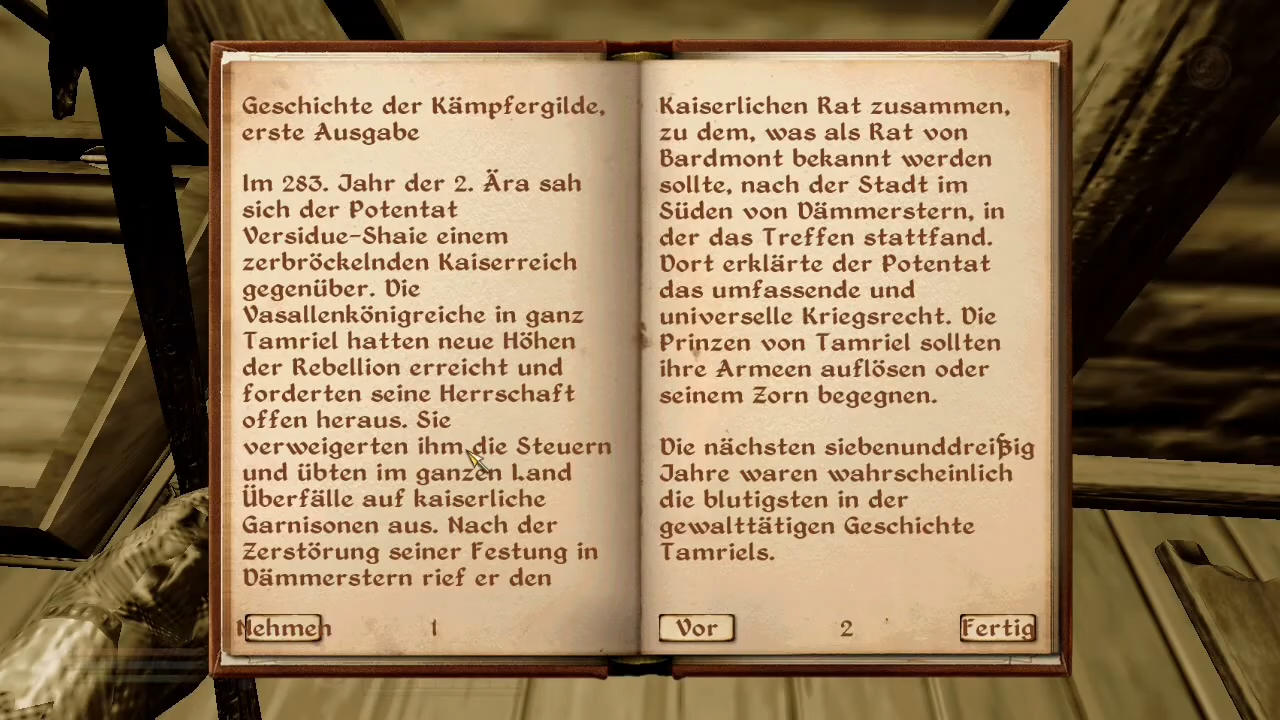 Geschichte der Kämpfergilde,
erste Ausgabe
Im 283. Jahr der 2. Ära sah
sich der Potentat
Versidue-Shaie einem
zerbröckelnden Kaiserreich
gegenüber. Die
Vasallenkönigreiche in ganz
Tamriel hatten neue Höhen
der Rebellion erreicht und
forderten seine Herrschaft
offen heraus. Sie
verweigerten ihm die Steuern
und übten im ganzen Land
Überfälle auf kaiserliche
Garnisonen aus. Nach der
Zerstörung seiner Festung in
Dämmerstern rief er den
Nehmen
1
Kaiserlichen Rat zusammen,
zu dem, was als Rat von
Bardmont bekannt werden
sollte, nach der Stadt im
Süden von Dämmerstern, in
der das Treffen stattfand.
Dort erklärte der Potentat
das umfassende und
universelle Kriegsrecht. Die
Prinzen von Tamriel sollten
ihre Armeen auflösen oder
seinem Zorn begegnen.
Die nächsten siebenunddreißig
Jahre waren wahrscheinlich
die blutigsten in der
gewalttätigen Geschichte
Tamriels.
Vor
2
Fertig